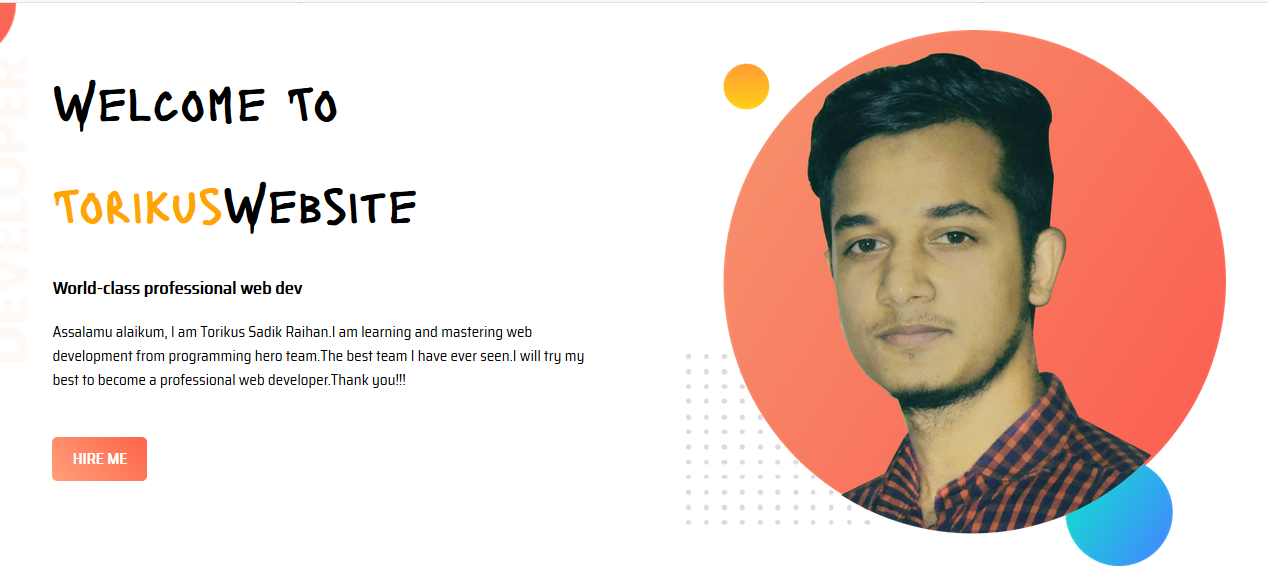 DEVELOPER
WELCOME TO
TORIKUSWEBSITE
World-class professional web dev
Assalamu alaikum, I am Torikus Sadik Raihan.I am learning and mastering web
development from programming hero team.The best team I have ever seen.I will try my
best to become a professional web developer.Thank you!!!
HIRE ME